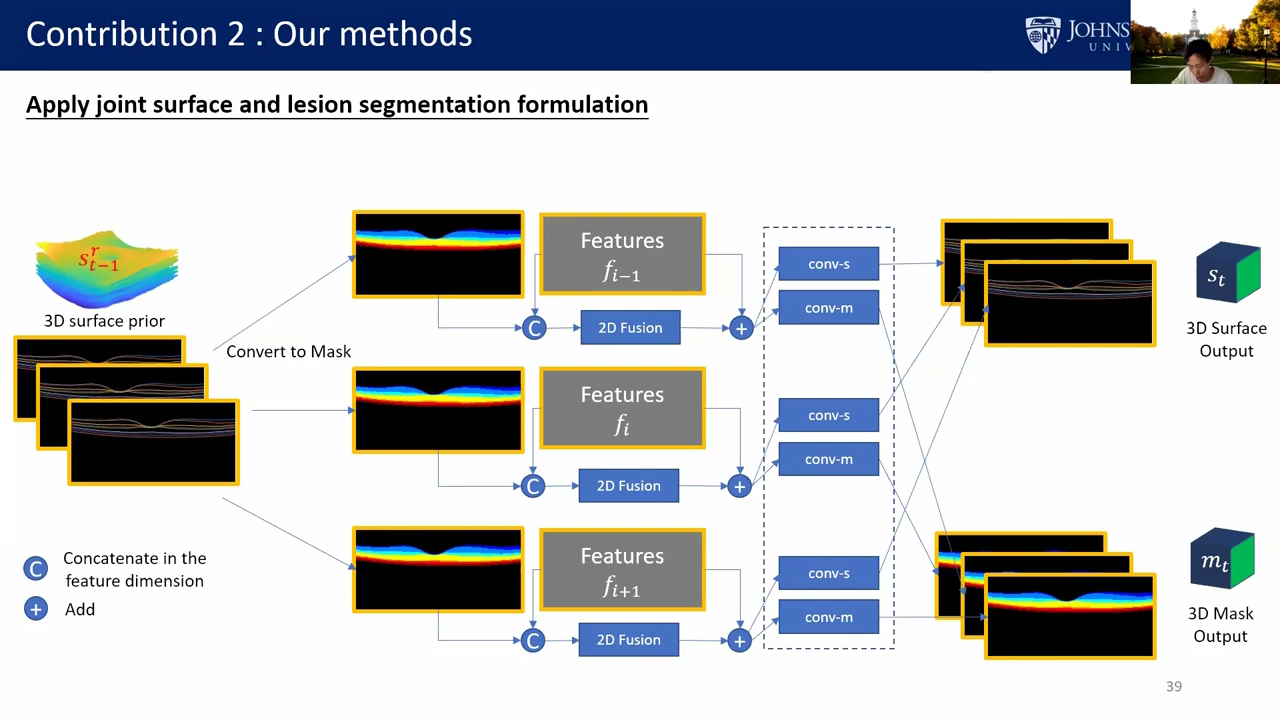 Contribution 2 : Our methods
JOHNS
UNIV
Apply joint surface and lesion segmentation formulation
s^r_{t−1}
3D surface prior
Convert to Mask
Features
f_{i−1}
C
2D Fusion
+
conv-s
conv-m
Features
f_i
C
2D Fusion
+
conv-s
conv-m
Features
f_{i+1}
C
2D Fusion
+
conv-s
conv-m
s_t
3D Surface
Output
m_t
3D Mask
Output
C
Concatenate in the
feature dimension
+
Add
39